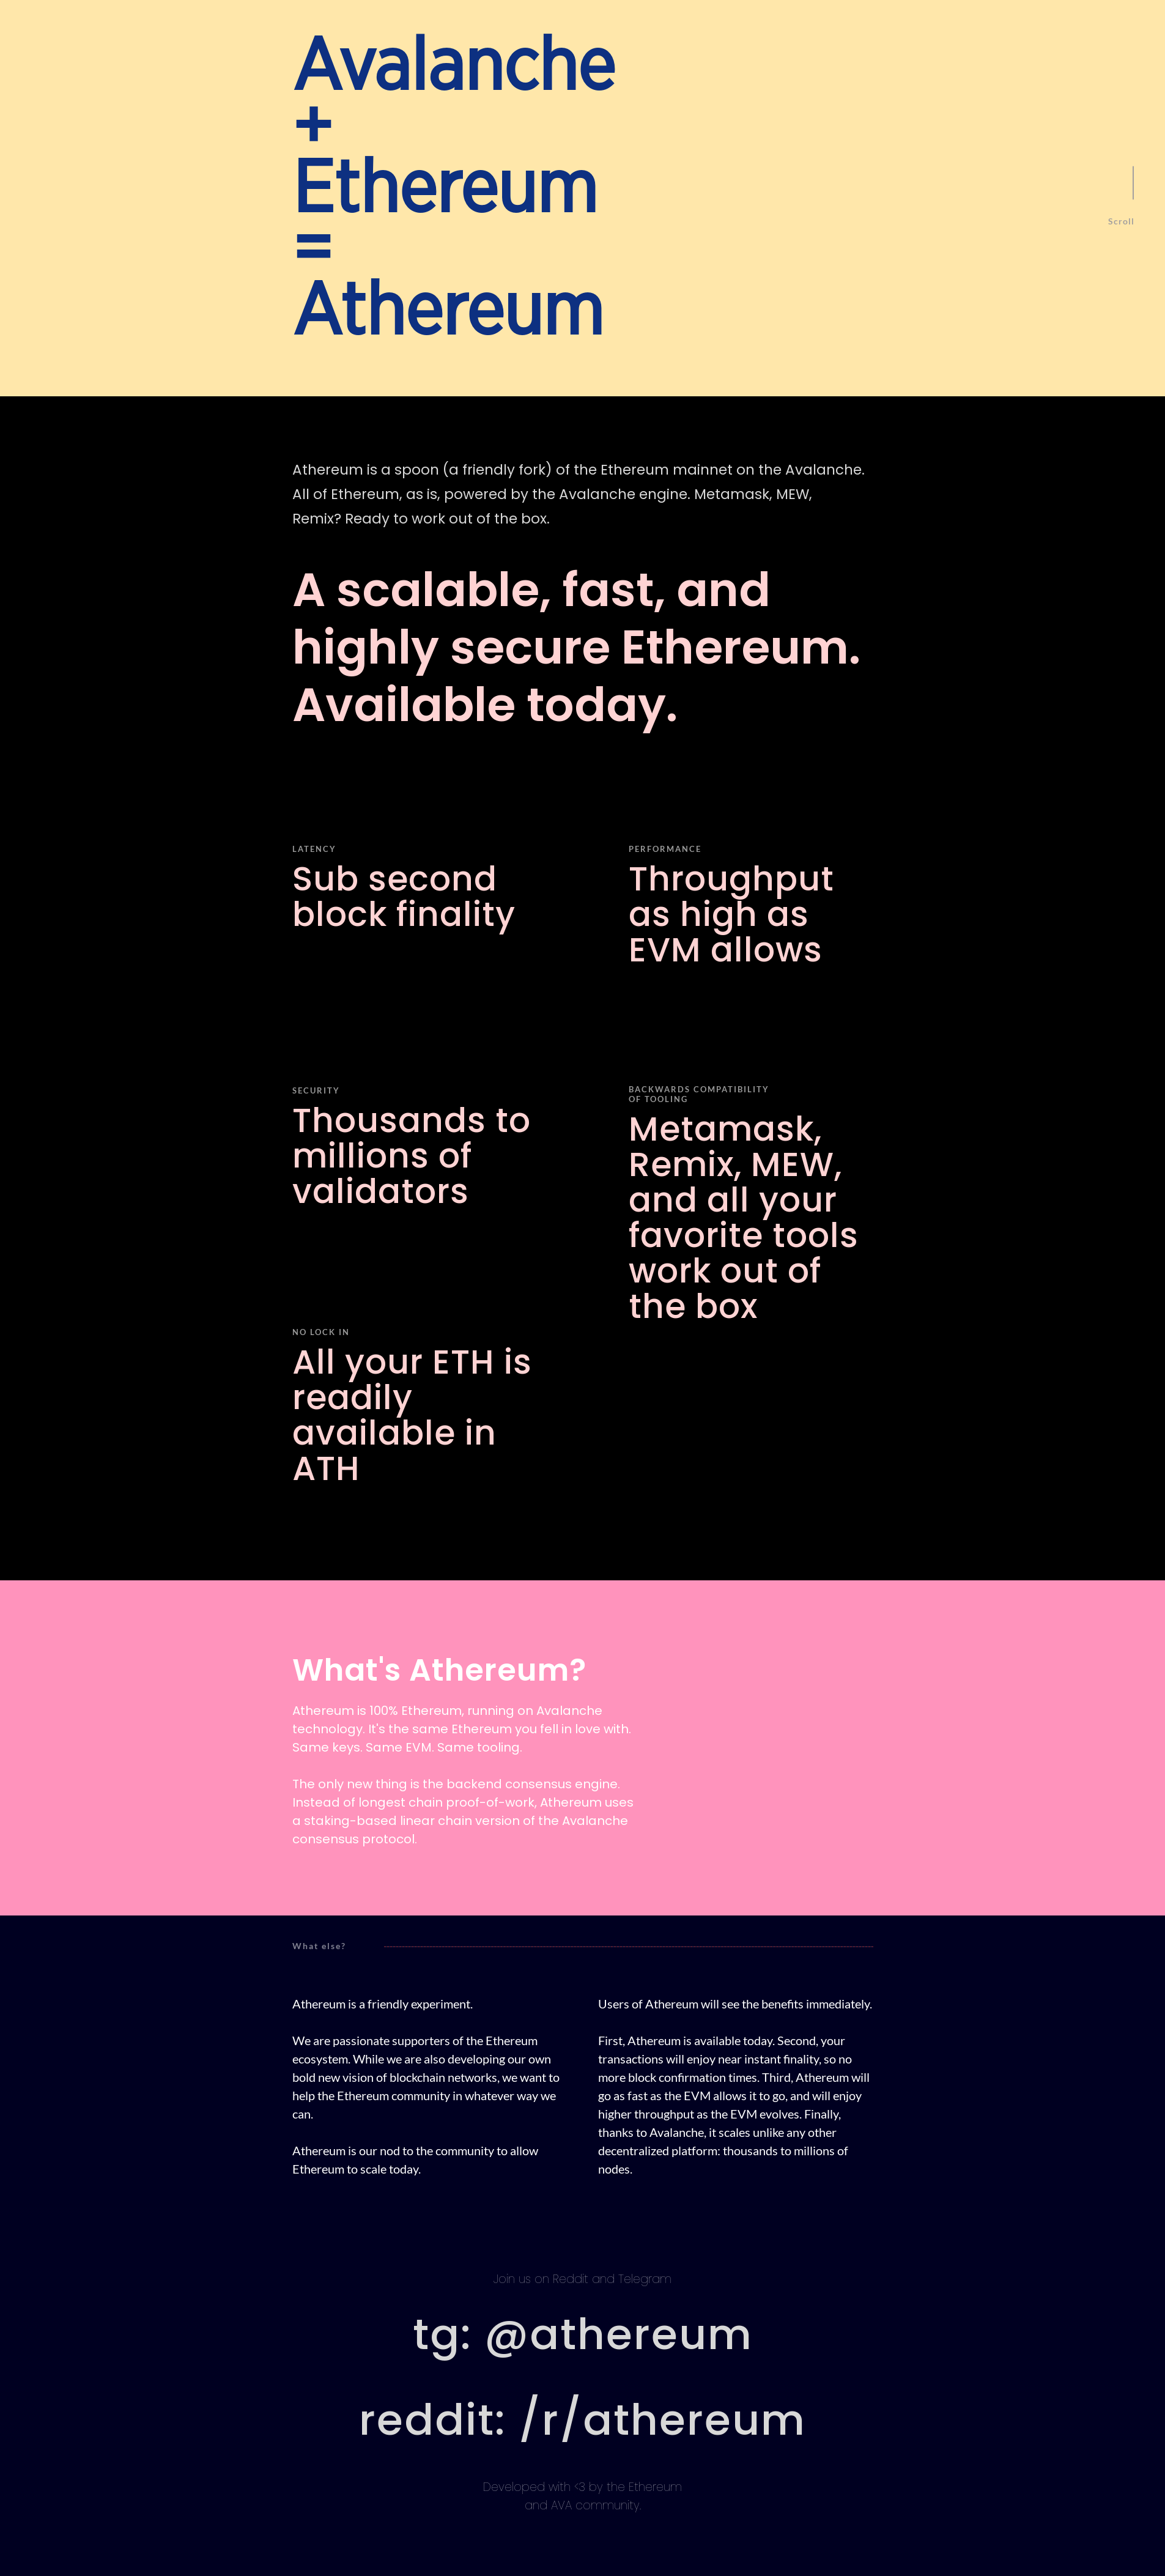 Avalanche
+
Ethereum
=
Athereum
Scroll
Athereum is a spoon (a friendly fork) of the Ethereum mainnet on the Avalanche.
All of Ethereum, as is, powered by the Avalanche engine. Metamask, MEW,
Remix? Ready to work out of the box.
A scalable, fast, and
highly secure Ethereum.
Available today.
LATENCY
Sub second
block finality
PERFORMANCE
Throughput
as high as
EVM allows
SECURITY
Thousands to
millions of
validators
BACKWARDS COMPATIBILITY
OF TOOLING
Metamask,
Remix, MEW,
and all your
favorite tools
work out of
the box
NO LOCK IN
All your ETH is
readily
available in
ATH
What's Athereum?
Athereum is 100% Ethereum, running on Avalanche
technology. It's the same Ethereum you fell in love with.
Same keys. Same EVM. Same tooling.
The only new thing is the backend consensus engine.
Instead of longest chain proof-of-work, Athereum uses
a staking-based linear chain version of the Avalanche
consensus protocol.
What else?
Athereum is a friendly experiment.
We are passionate supporters of the Ethereum
ecosystem. While we are also developing our own
bold new vision of blockchain networks, we want to
help the Ethereum community in whatever way we
can.
Athereum is our nod to the community to allow
Ethereum to scale today.
Users of Athereum will see the benefits immediately.
First, Athereum is available today. Second, your
transactions will enjoy near instant finality, so no
more block confirmation times. Third, Athereum will
go as fast as the EVM allows it to go, and will enjoy
higher throughput as the EVM evolves. Finally,
thanks to Avalanche, it scales unlike any other
decentralized platform: thousands to millions of
nodes.
Join us on Reddit and Telegram
tg: @athereum
reddit: /r/athereum
Developed with <3 by the Ethereum
and AVA community.